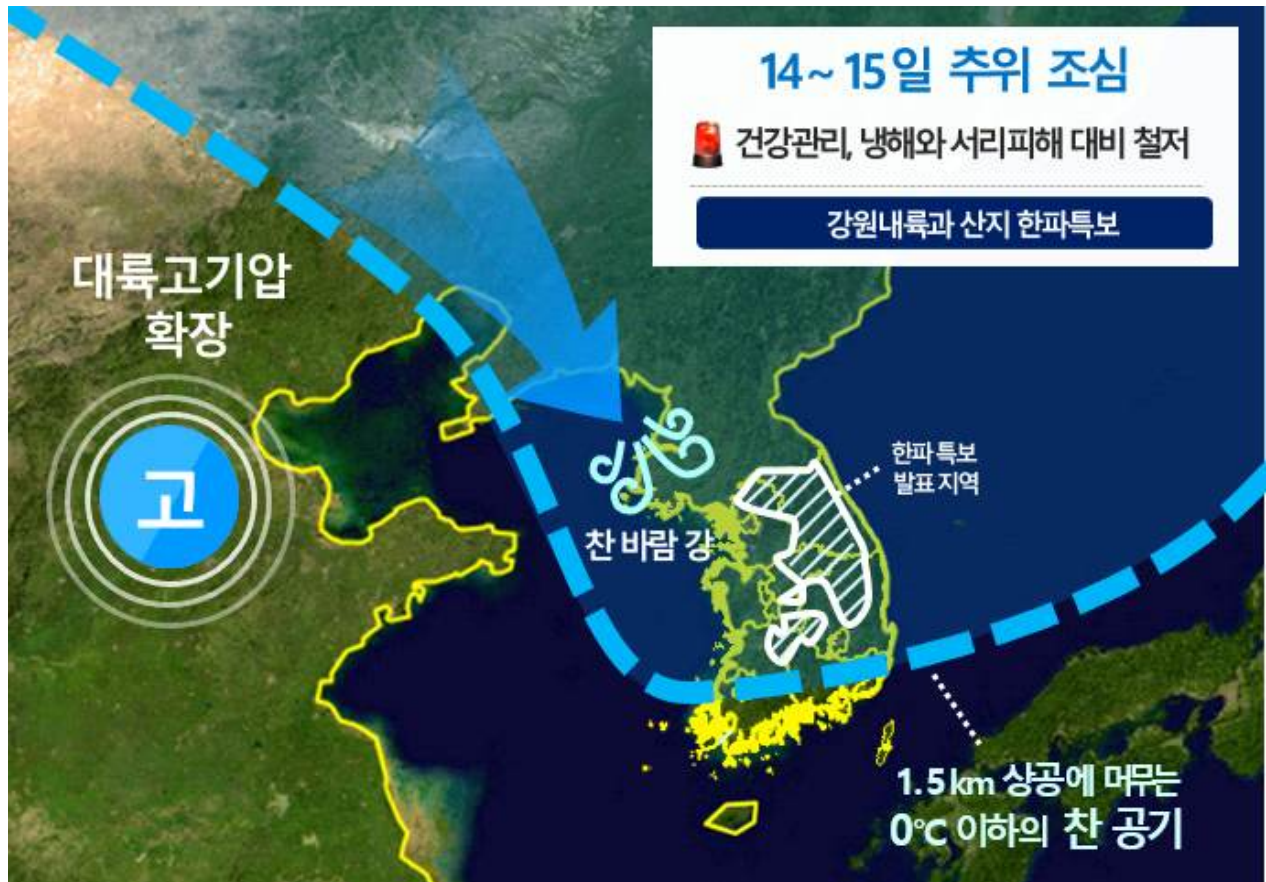 14~15일 추위 조심
건강관리, 냉해와 서리피해 대비 철저
강원내륙과 산지 한파특보
대륙고기압
확장
고
찬 바람 강
한파 특보
발표 지역
1.5km 상공에 머무는
0℃ 이하의 찬 공기